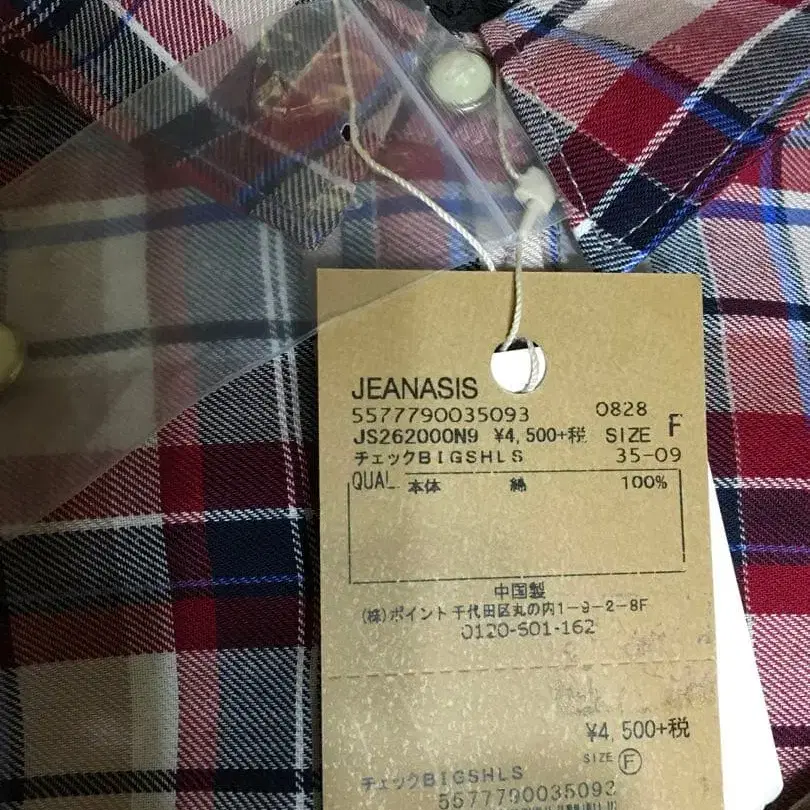 JEANASIS
5577790035093 0828
JS262000N9 ¥4,500+税 SIZE F
チェックBIGSHLS 35-09
QUAL 本体 綿 100%
中国製
(株)ポイント 千代田区丸の内1-9-2-8F
0120-601-162
¥4,500+税
SIZE F
チェックBIGSHLS
5577790035093